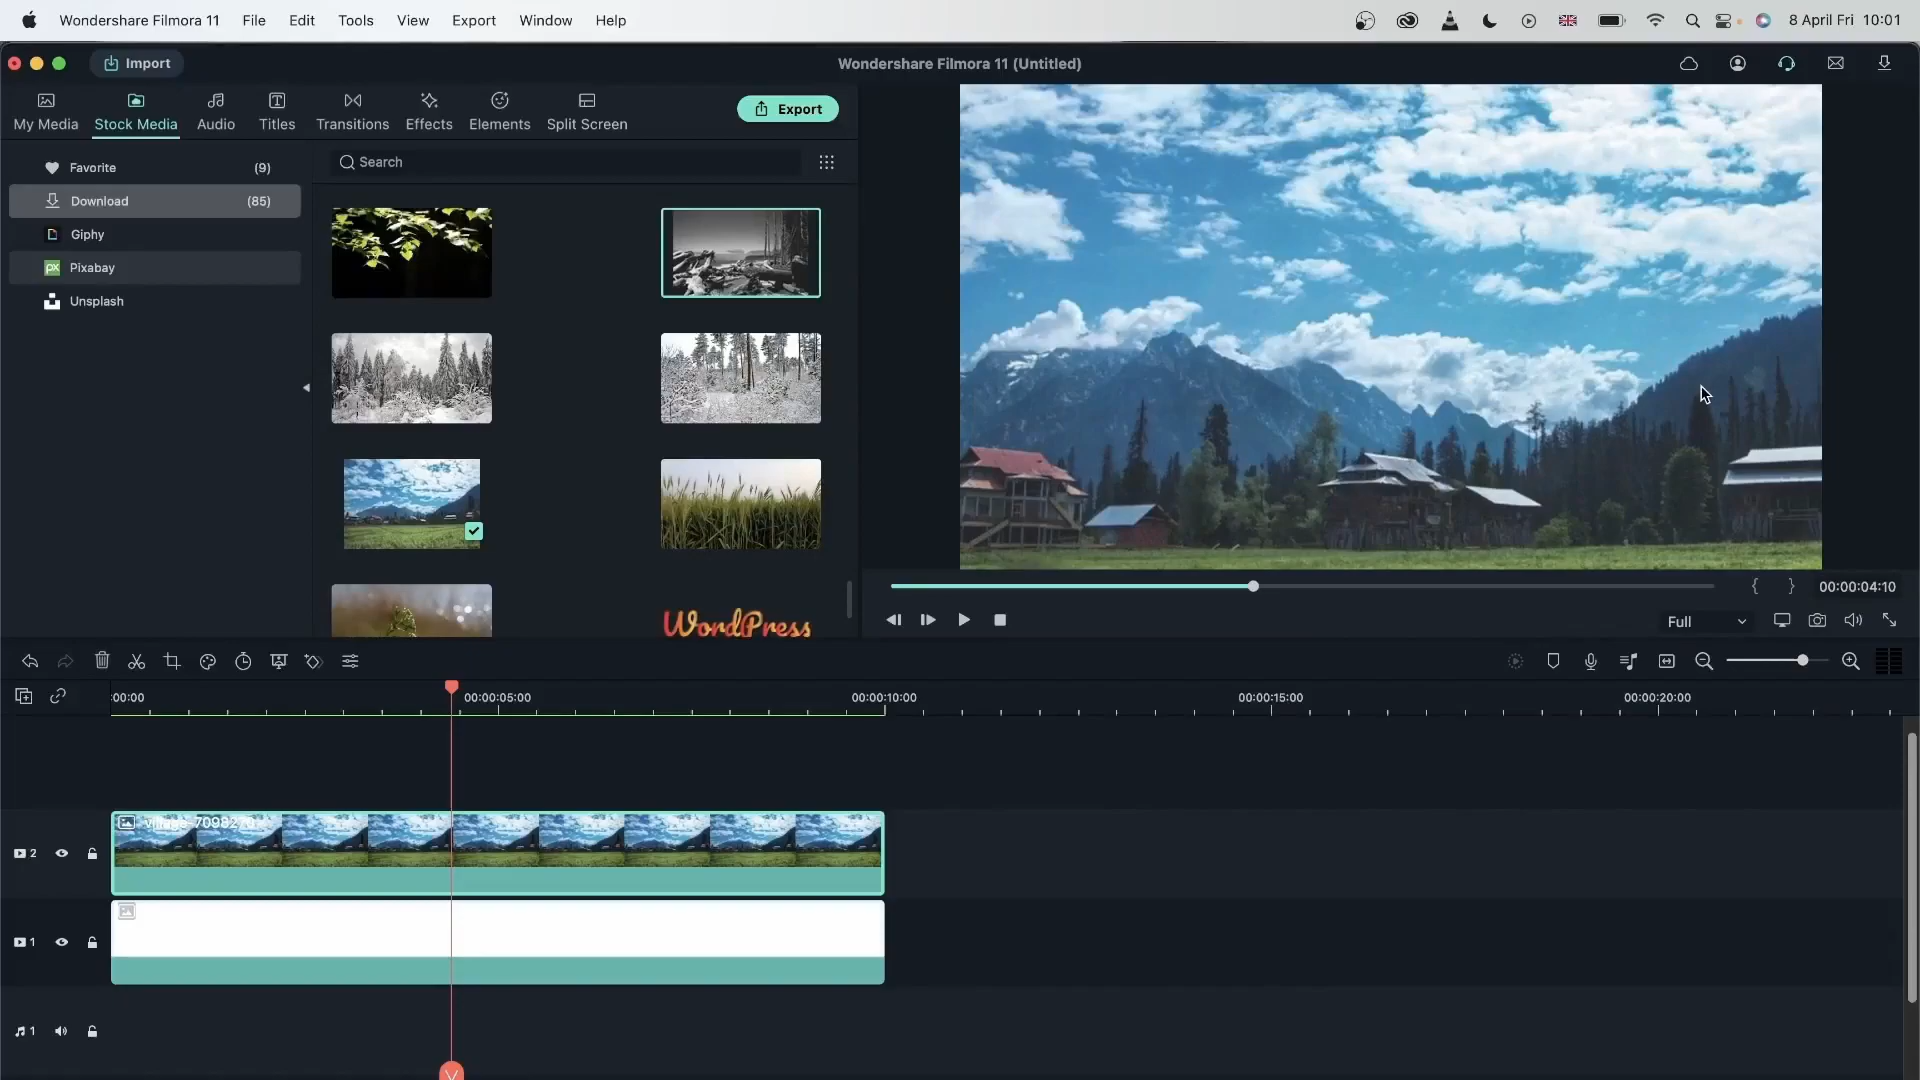 Wondershare Filmora 11 File Edit Tools View Export Window Help 8 April Fri 10:01
Import Wondershare Filmora 11 (Untitled)
My Media Stock Media Audio Titles Transitions Effects Elements Split Screen Export
Favorite (9)
Download (85)
Giphy
px Pixabay
Unsplash
Search
WordPress
00:00:04:10
Full
:00:00 00:00:05:00 00:00:10:00 00:00:15:00 00:00:20:00
2
1
1